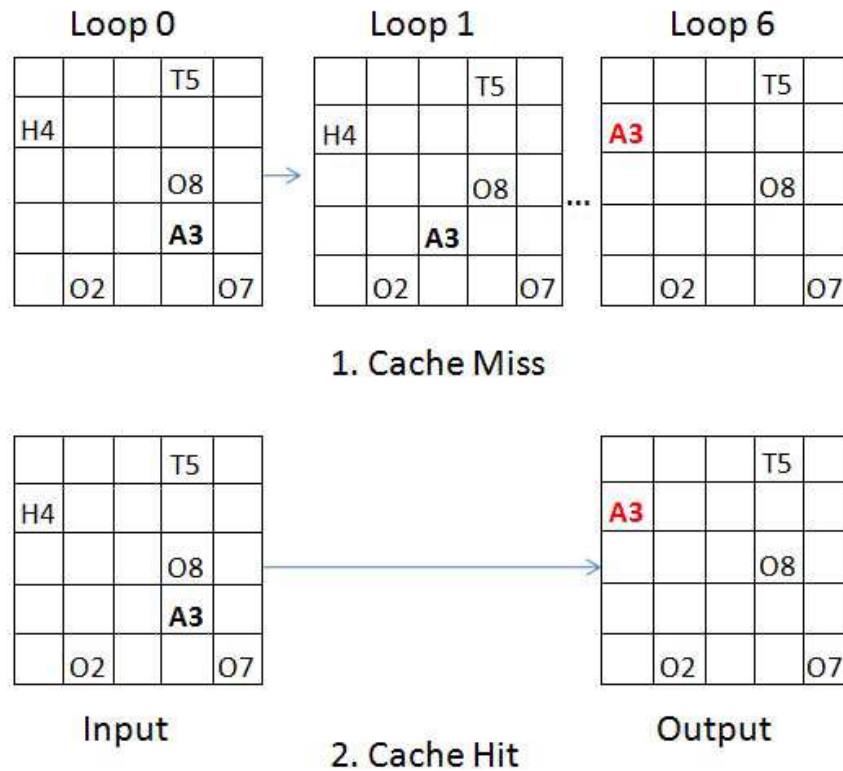 Loop 0 Loop 1 Loop 6
T5 T5 T5
H4 H4 A3
O8 O8 O8
A3 A3 ...
O2 O7 O2 O7 O2 O7
1. Cache Miss
T5 T5
H4 A3
O8 O8
A3
O2 O7 O2 O7
Input Output
2. Cache Hit